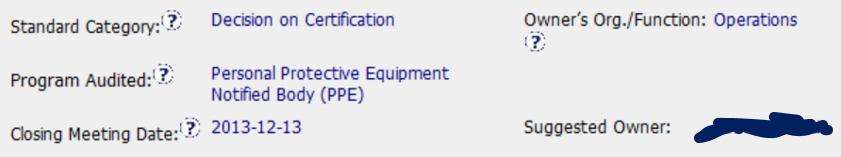 Standard Category:? Decision on Certification Owner's Org./Function: Operations
?
Program Audited:? Personal Protective Equipment
Notified Body (PPE)
Closing Meeting Date:? 2013-12-13 Suggested Owner: